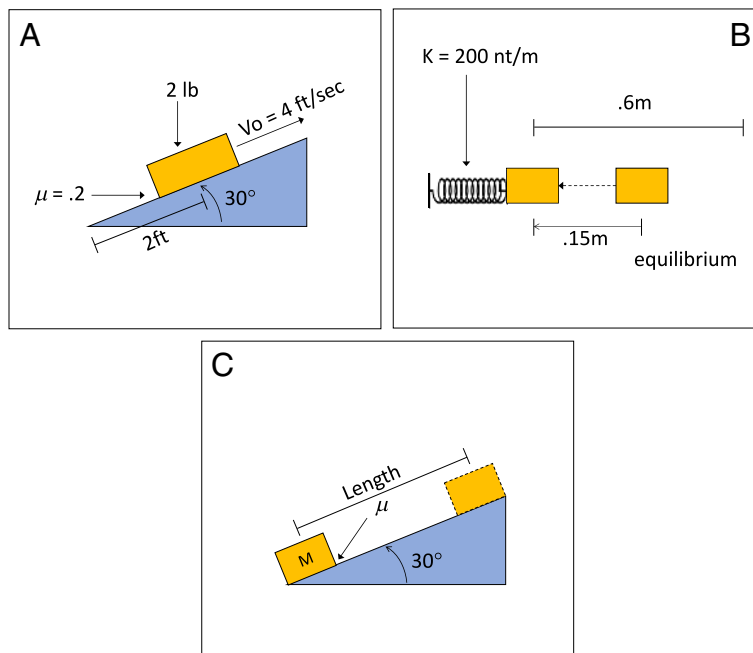 A
2 lb
Vo = 4 ft/sec
μ = .2
30°
2ft
B
K = 200 nt/m
.6m
.15m
equilibrium
C
Length
μ
M
30°